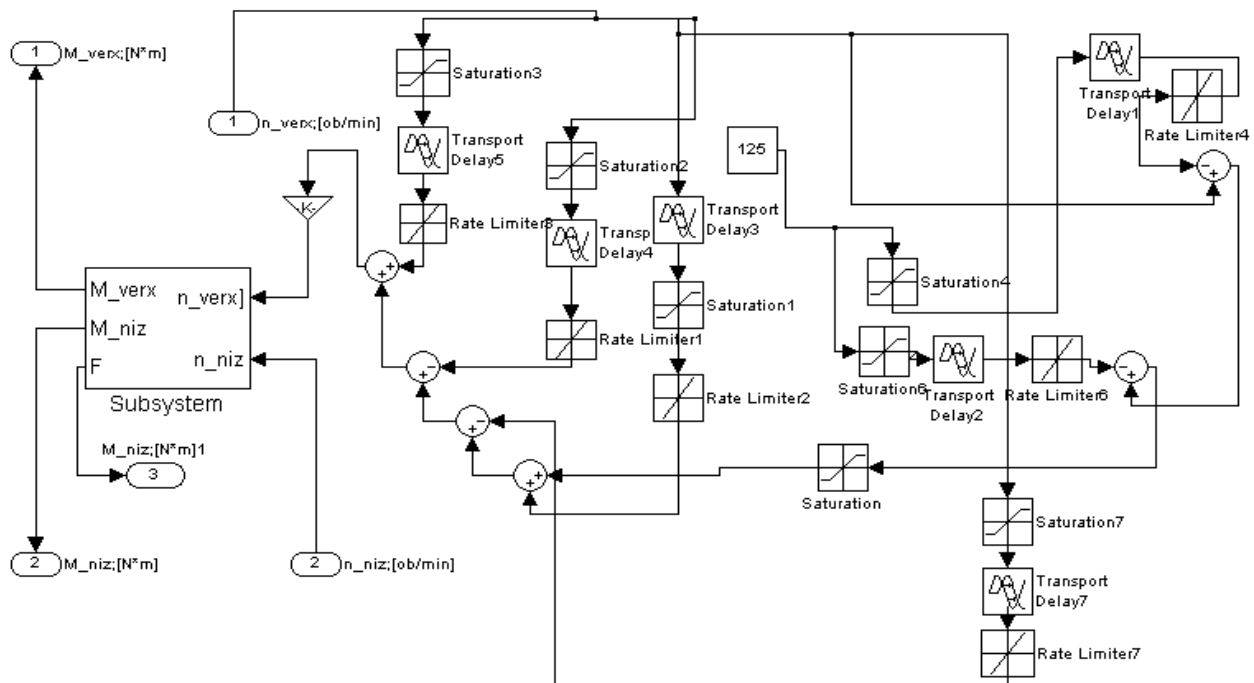 1
M_verx;[N*m]
1
n_verx;[ob/min]
Saturation3
Transport
Delay5
Rate Limiter3
-K-
Saturation2
Transp
Delay4
Rate Limiter1
Transport
Delay3
Saturation1
Rate Limiter2
125
Transport
Delay1
Rate Limiter4
Saturation4
Saturation6
Transport
Delay2
Rate Limiter6
M_verx
n_verx]
M_niz
F
n_niz
Subsystem
M_niz;[N*m]1
3
2
M_niz;[N*m]
2
n_niz;[ob/min]
Saturation
Saturation7
Transport
Delay7
Rate Limiter7